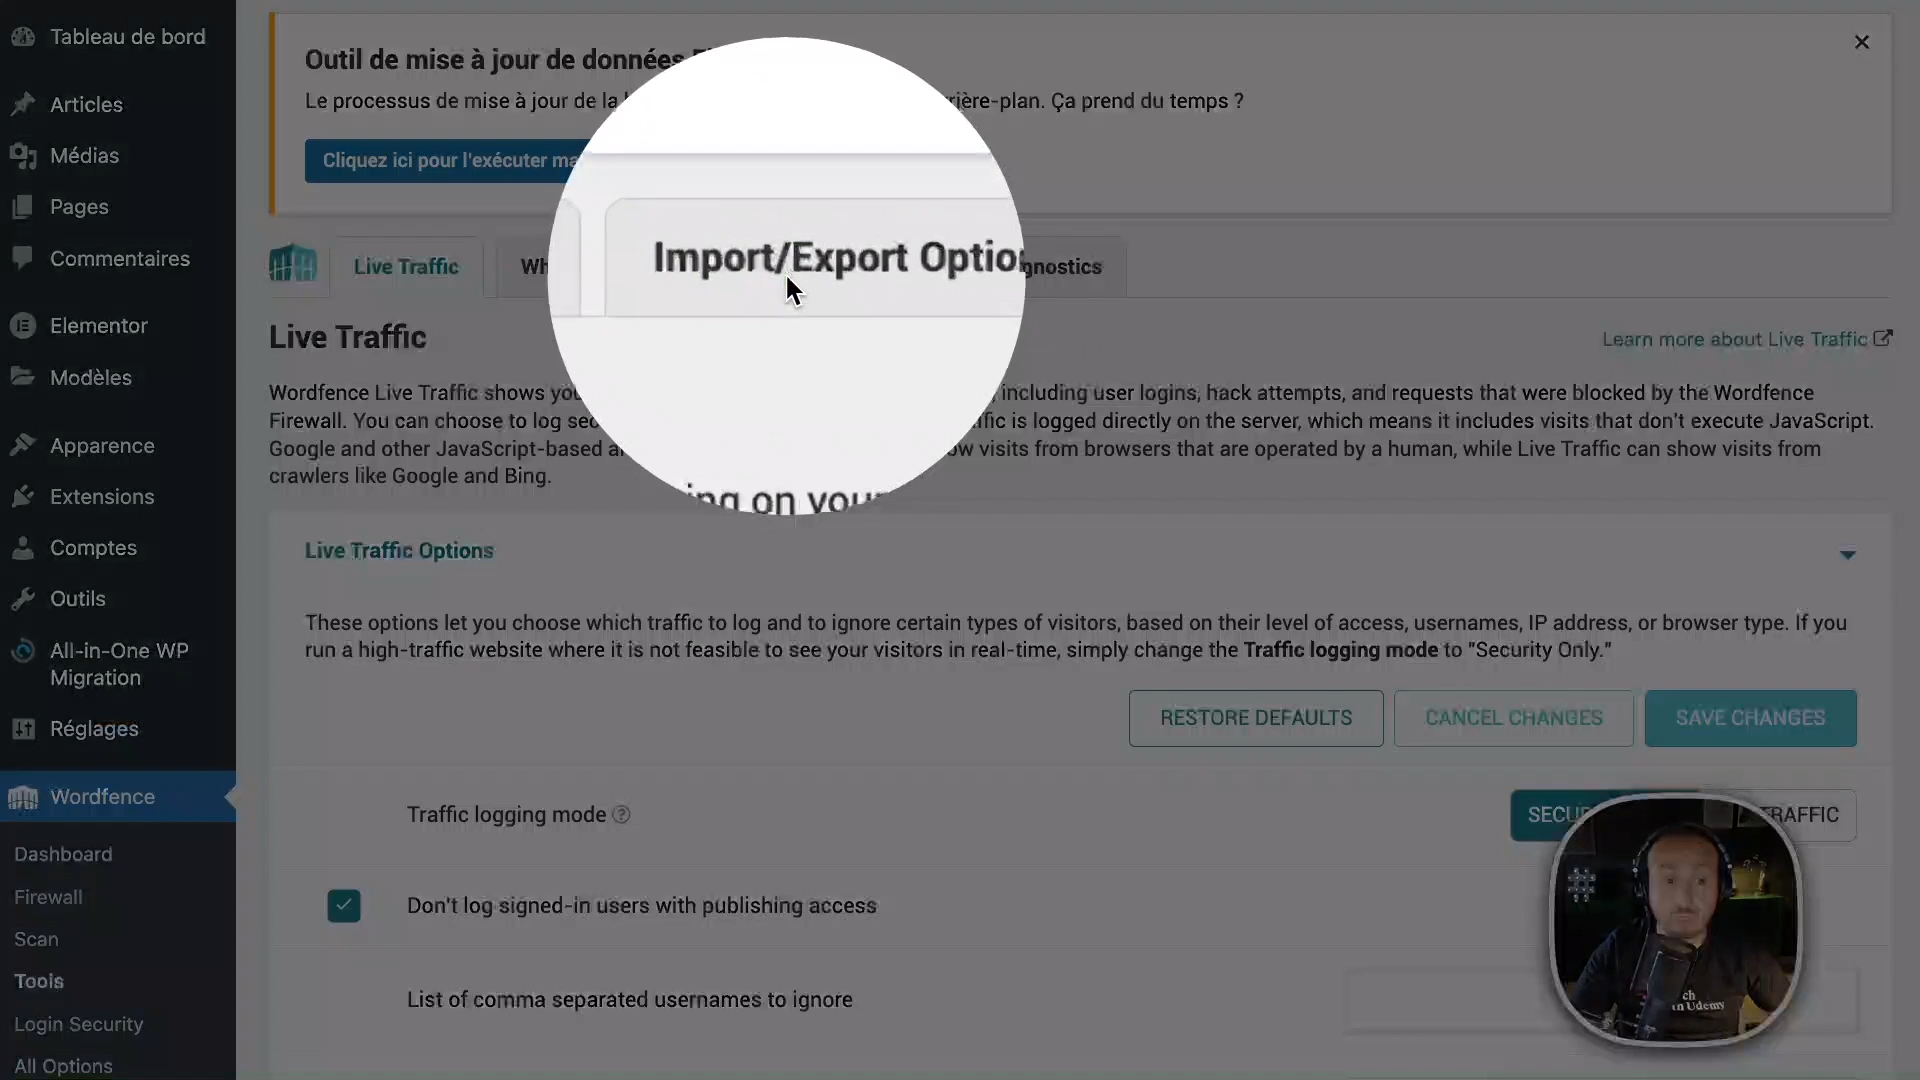 Tableau de bord
Articles
Médias
Pages
Commentaires
Elementor
Modèles
Apparence
Extensions
Comptes
Outils
All-in-One WP
Migration
Réglages
Wordfence
Dashboard
Firewall
Scan
Tools
Login Security
All Options
Outil de mise à jour de données
Le processus de mise à jour de la
rière-plan. Ça prend du temps ?
Cliquez ici pour l'exécuter ma
Live Traffic
Wh
Import/Export Optio
gnostics
Live Traffic
Learn more about Live Traffic
Wordfence Live Traffic shows you
including user logins, hack attempts, and requests that were blocked by the Wordfence
Firewall. You can choose to log sec
ffic is logged directly on the server, which means it includes visits that don't execute JavaScript.
Google and other JavaScript-based a
ow visits from browsers that are operated by a human, while Live Traffic can show visits from
crawlers like Google and Bing.
ing on your
Live Traffic Options
These options let you choose which traffic to log and to ignore certain types of visitors, based on their level of access, usernames, IP address, or browser type. If you
run a high-traffic website where it is not feasible to see your visitors in real-time, simply change the Traffic logging mode to "Security Only."
RESTORE DEFAULTS
CANCEL CHANGES
SAVE CHANGES
Traffic logging mode
SECU
RAFFIC
Don't log signed-in users with publishing access
List of comma separated usernames to ignore
ch
n Udemy